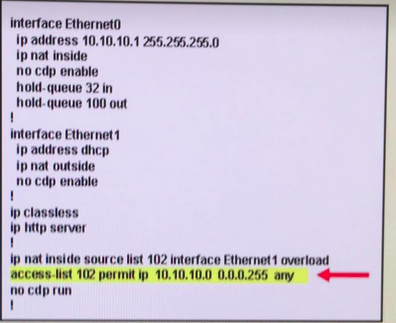 interface Ethernet0
ip address 10.10.10.1 255.255.255.0
ip nat inside
no cdp enable
hold-queue 32 in
hold-queue 100 out
!
interface Ethernet1
ip address dhcp
ip nat outside
no cdp enable
!
ip classless
ip http server
!
ip nat inside source list 102 interface Ethernet1 overload
access-list 102 permit ip 10.10.10.0 0.0.0.255 any
no cdp run
!